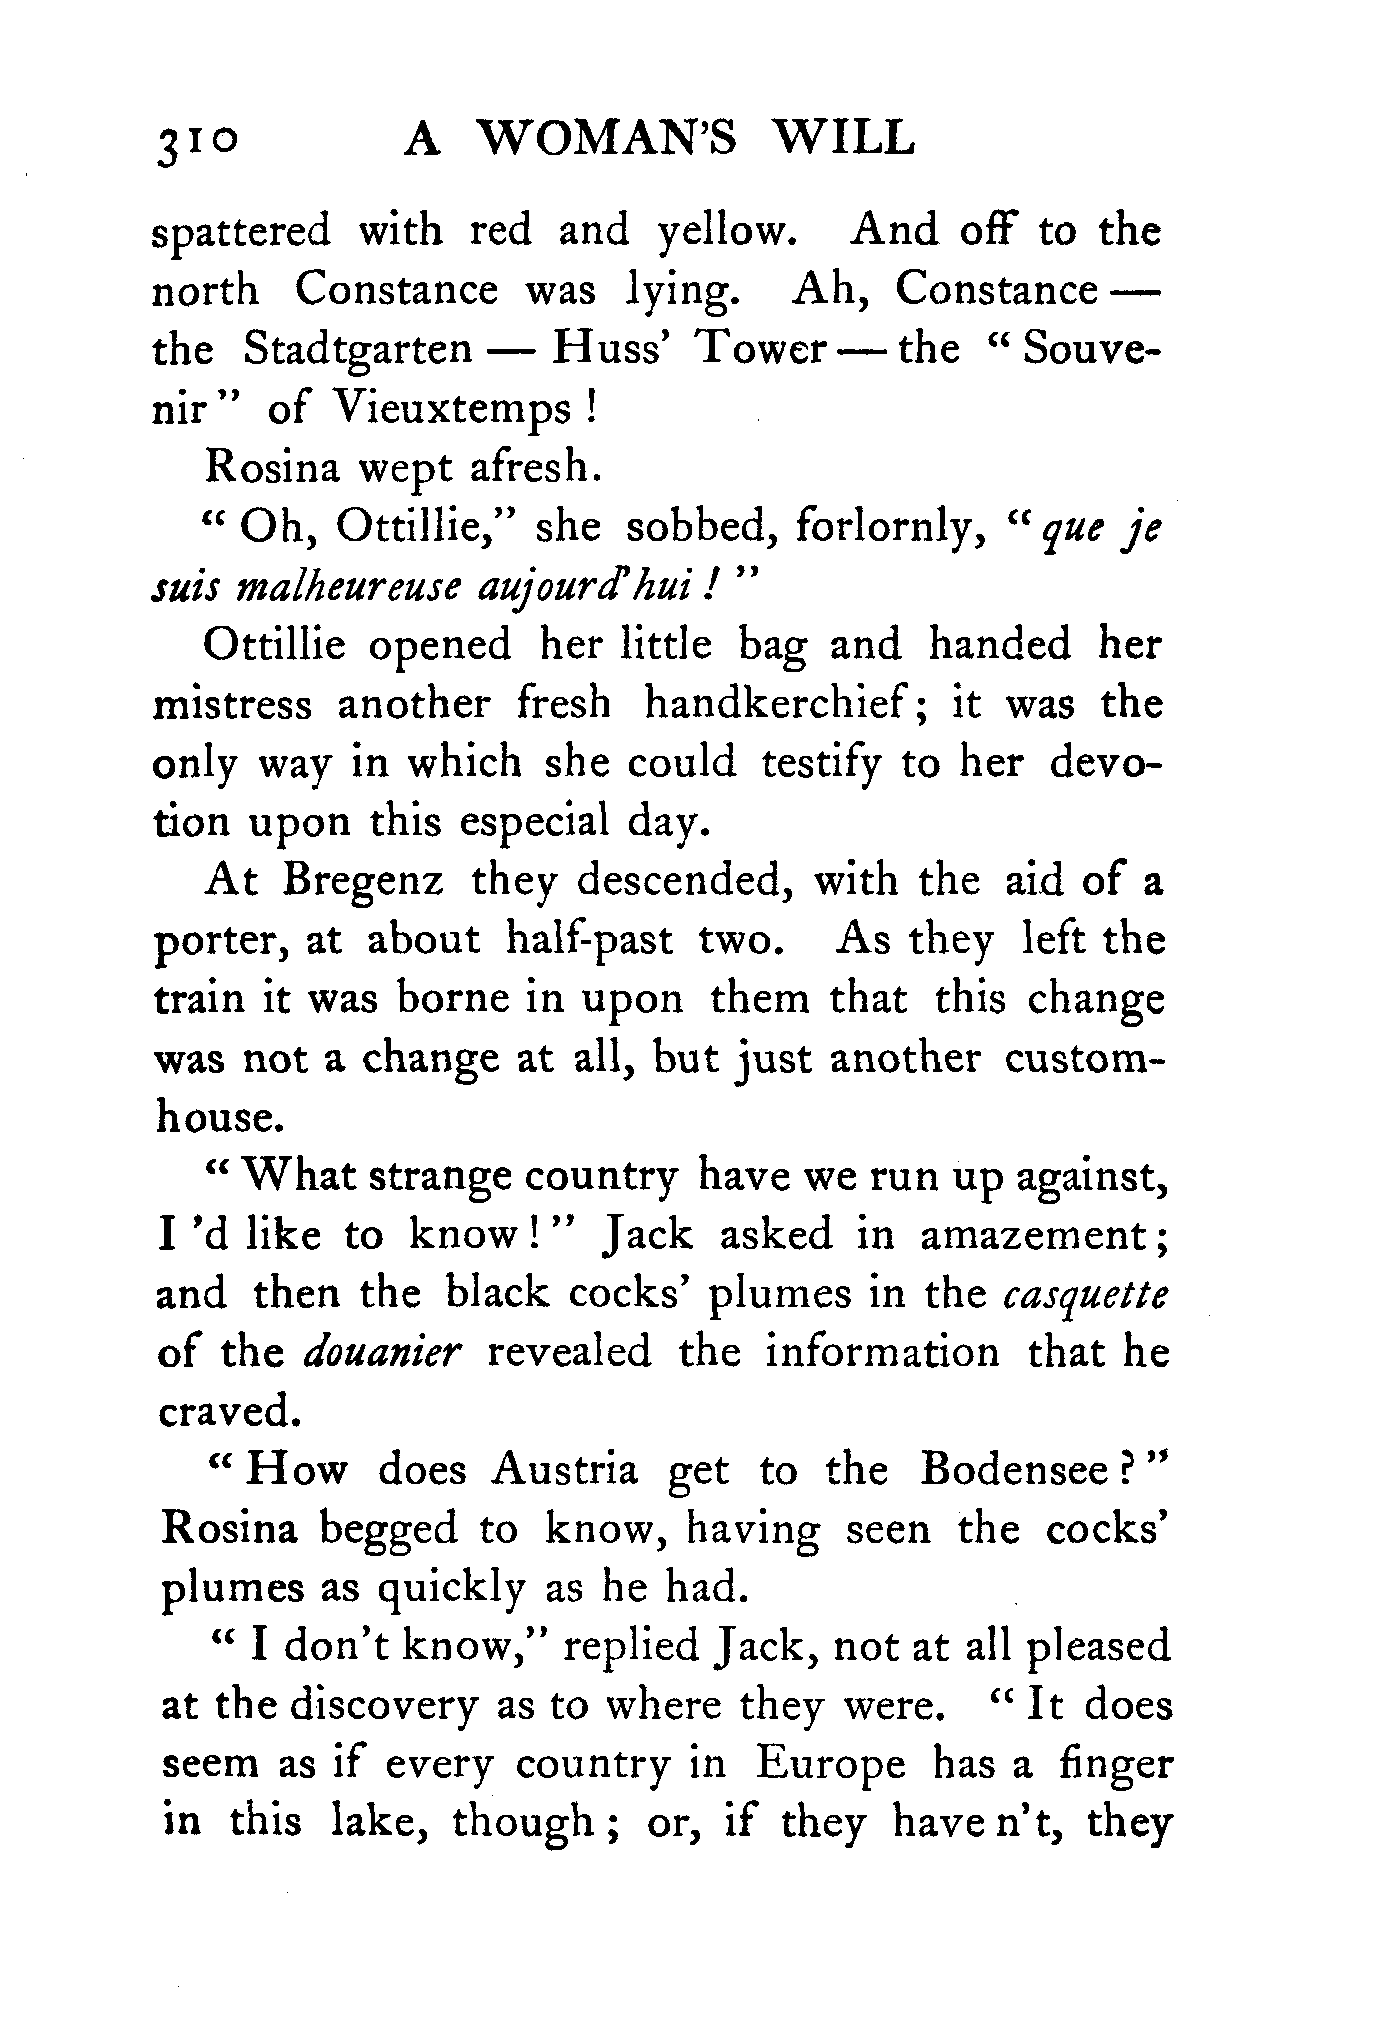 310 A WOMAN'S WILL
spattered with red and yellow. And off to the
north Constance was lying. Ah, Constance —
the Stadtgarten — Huss' Tower — the " Souve-
nir " of Vieuxtemps !
Rosina wept afresh.
" Oh, Ottillie," she sobbed, forlornly, " que je
suis malheureuse aujourd'hui ! "
Ottillie opened her little bag and handed her
mistress another fresh handkerchief ; it was the
only way in which she could testify to her devo-
tion upon this especial day.
At Bregenz they descended, with the aid of a
porter, at about half-past two. As they left the
train it was borne in upon them that this change
was not a change at all, but just another custom-
house.
" What strange country have we run up against,
I 'd like to know ! " Jack asked in amazement ;
and then the black cocks' plumes in the casquette
of the douanier revealed the information that he
craved.
" How does Austria get to the Bodensee ? "
Rosina begged to know, having seen the cocks'
plumes as quickly as he had.
" I don't know," replied Jack, not at all pleased
at the discovery as to where they were. " It does
seem as if every country in Europe has a finger
in this lake, though ; or, if they have n't, they